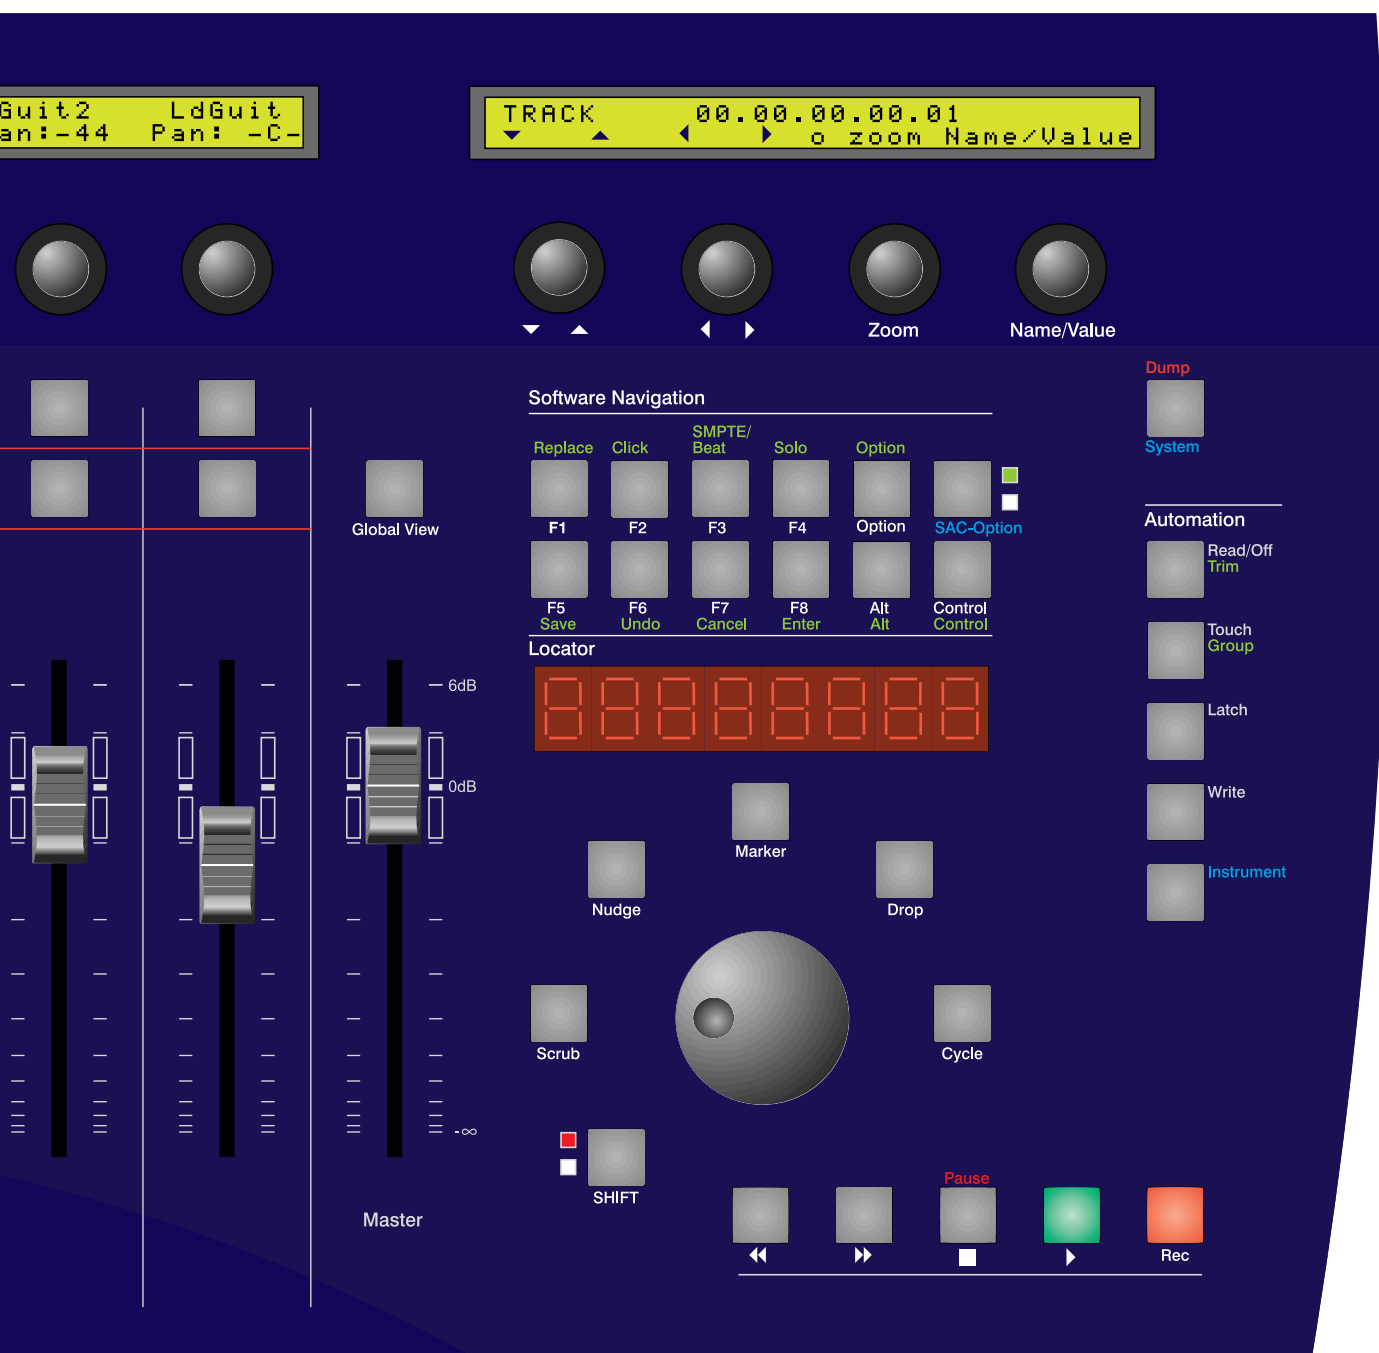 Guit2 LdGuit
an:-44 Pan: -C-
TRACK 00.00.00.00.01
o zoom Name/Value
Zoom Name/Value
Dump
System
Software Navigation
Replace Click SMPTE/
Beat Solo Option
F1 F2 F3 F4 Option SAC-Option
F5 F6 F7 F8 Alt Control
Save Undo Cancel Enter Alt Control
Global View
Automation
Read/Off
Trim
Touch
Group
Latch
Write
Instrument
Locator
6dB
0dB
-∞
Master
Marker
Nudge Drop
Scrub Cycle
SHIFT
Pause
Rec